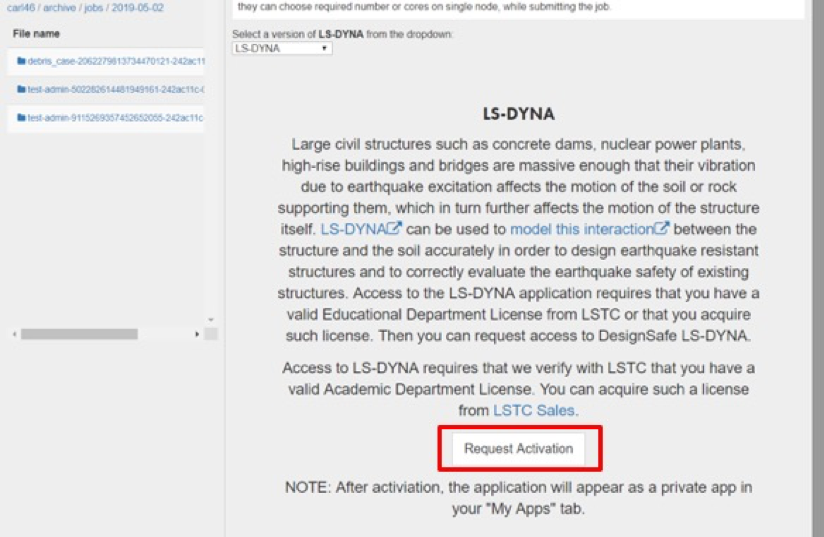 carl46 / archive / jobs / 2019-05-02
File name
debris_case-2062279813734470121-242ac11
test-admin-502282614481949161-242ac11c-0
test-admin-9115269357452652055-242ac11c-
they can choose required number or cores on single node, while submitting the job.
Select a version of LS-DYNA from the dropdown:
LS-DYNA
LS-DYNA
Large civil structures such as concrete dams, nuclear power plants,
high-rise buildings and bridges are massive enough that their vibration
due to earthquake excitation affects the motion of the soil or rock
supporting them, which in turn further affects the motion of the structure
itself. LS-DYNA can be used to model this interaction between the
structure and the soil accurately in order to design earthquake resistant
structures and to correctly evaluate the earthquake safety of existing
structures. Access to the LS-DYNA application requires that you have a
valid Educational Department License from LSTC or that you acquire
such license. Then you can request access to DesignSafe LS-DYNA.
Access to LS-DYNA requires that we verify with LSTC that you have a
valid Academic Department License. You can acquire such a license
from LSTC Sales.
Request Activation
NOTE: After activiation, the application will appear as a private app in
your "My Apps" tab.